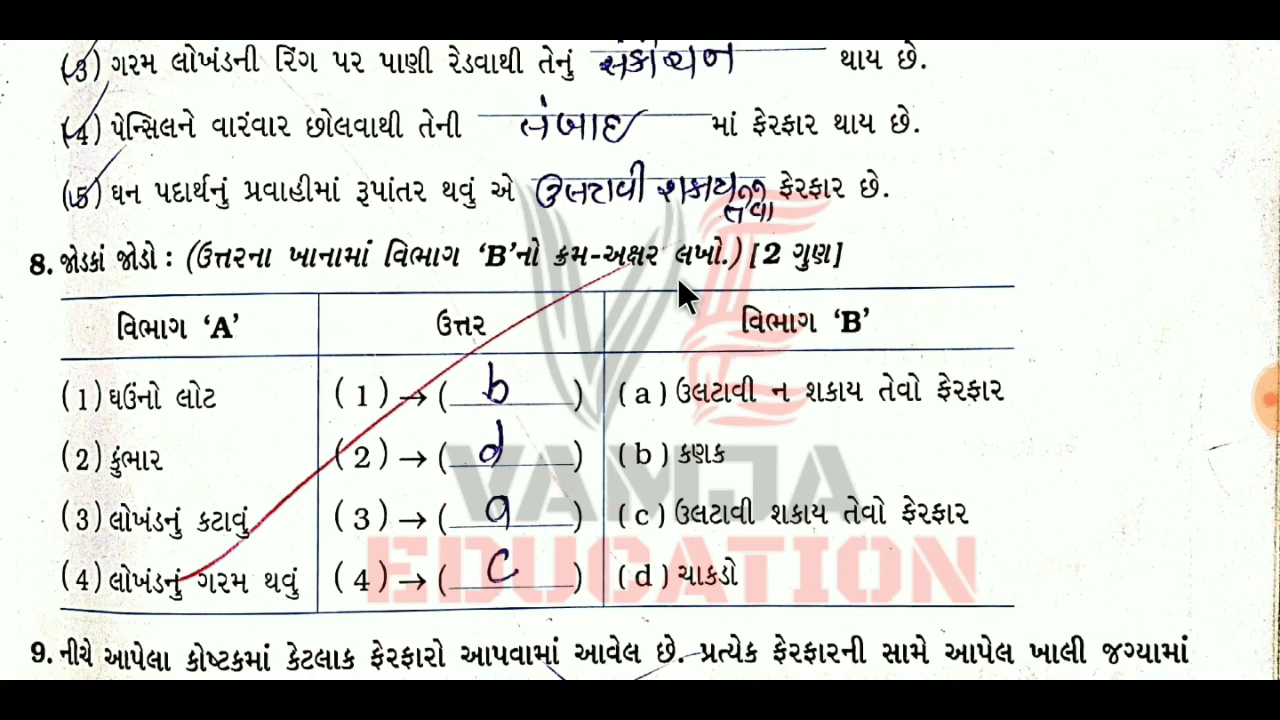 (3) ગરમ લોખંડની રિંગ પર પાણી રેડવાથી તેનું સંકોચન થાય છે.
(4) પેન્સિલને વારંવાર છોલવાથી તેની લંબાઇ માં ફેરફાર થાય છે.
(5) ઘન પદાર્થનું પ્રવાહીમાં રૂપાંતર થવું એ ઉલટાવી શકાય તેવો ફેરફાર છે.
8. જોડકાં જોડો : (ઉત્તરના ખાનામાં વિભાગ ‘B’નો ક્રમ-અક્ષર લખો.) [2 ગુણ]
વિભાગ ‘A’ ઉત્તર વિભાગ ‘B’
(1) ઘઉંનો લોટ (1) → ( b ) (a) ઉલટાવી ન શકાય તેવો ફેરફાર
(2) કુંભાર (2) → ( d ) (b) કણક
(3) લોખંડનું કટાવું (3) → ( a ) (c) ઉલટાવી શકાય તેવો ફેરફાર
(4) લોખંડનું ગરમ થવું (4) → ( c ) (d) ચાકડો
VAMJA
EDUCATION
9. નીચે આપેલા કોષ્ટકમાં કેટલાક ફેરફારો આપવામાં આવેલ છે. પ્રત્યેક ફેરફારની સામે આપેલ ખાલી જગ્યામાં